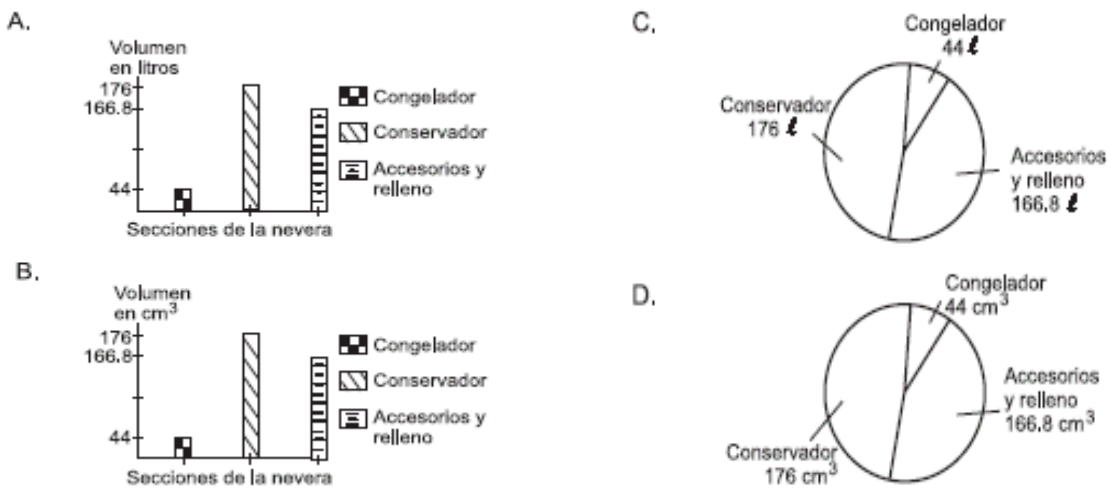 A.
Volumen
en litros
176
166.8
44
Congelador
Conservador
Accesorios y
relleno
Secciones de la nevera
B.
Volumen
en cm³
176
166.8
44
Congelador
Conservador
Accesorios y
relleno
Secciones de la nevera
C.
Congelador
44 ℓ
Conservador
176 ℓ
Accesorios
y relleno
166.8 ℓ
D.
Congelador
44 cm³
Accesorios
y relleno
166.8 cm³
Conservador
176 cm³